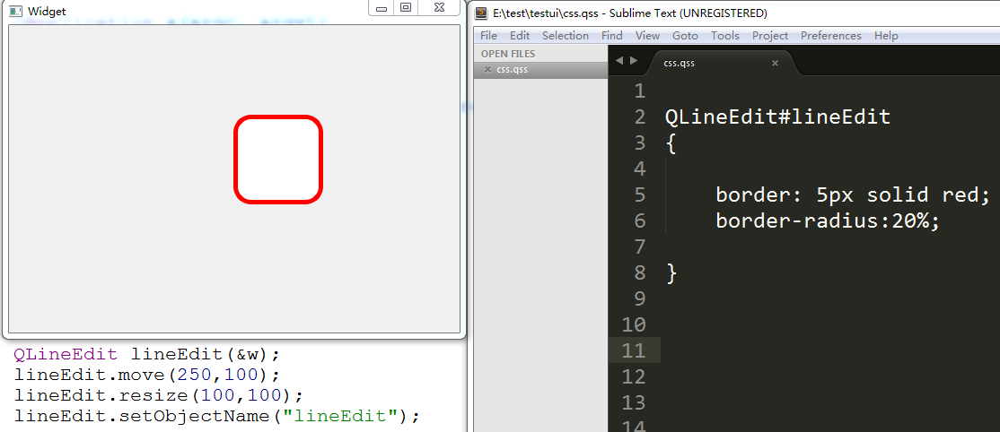 Widget
QLineEdit lineEdit(&w);
lineEdit.move(250,100);
lineEdit.resize(100,100);
lineEdit.setObjectName("lineEdit");
E:\test\testui\css.qss - Sublime Text (UNREGISTERED)
File Edit Selection Find View Goto Tools Project Preferences Help
OPEN FILES
css.qss
css.qss
1
2 QLineEdit#lineEdit
3 {
4
5 border: 5px solid red;
6 border-radius:20%;
7
8 }
9
10
11
12
13
14